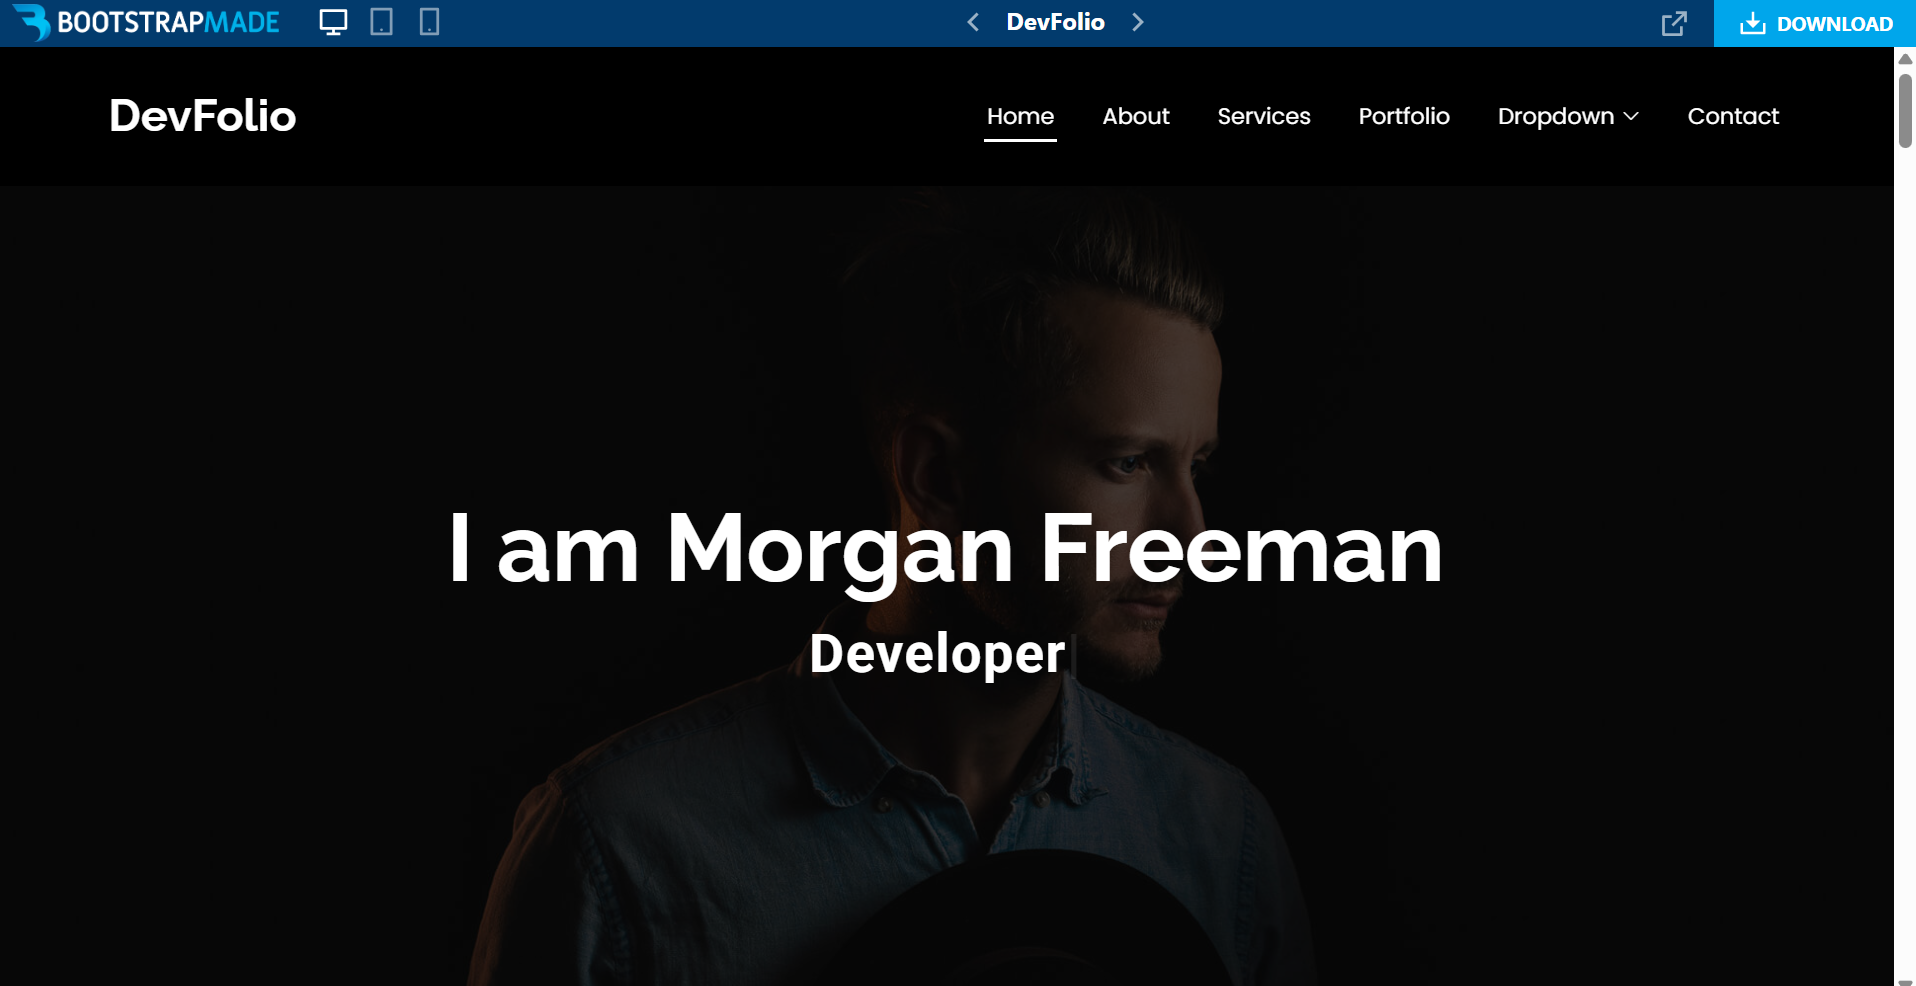 BOOTSTRAPMADE
DevFolio
DOWNLOAD
DevFolio
Home
About
Services
Portfolio
Dropdown
Contact
I am Morgan Freeman
Developer